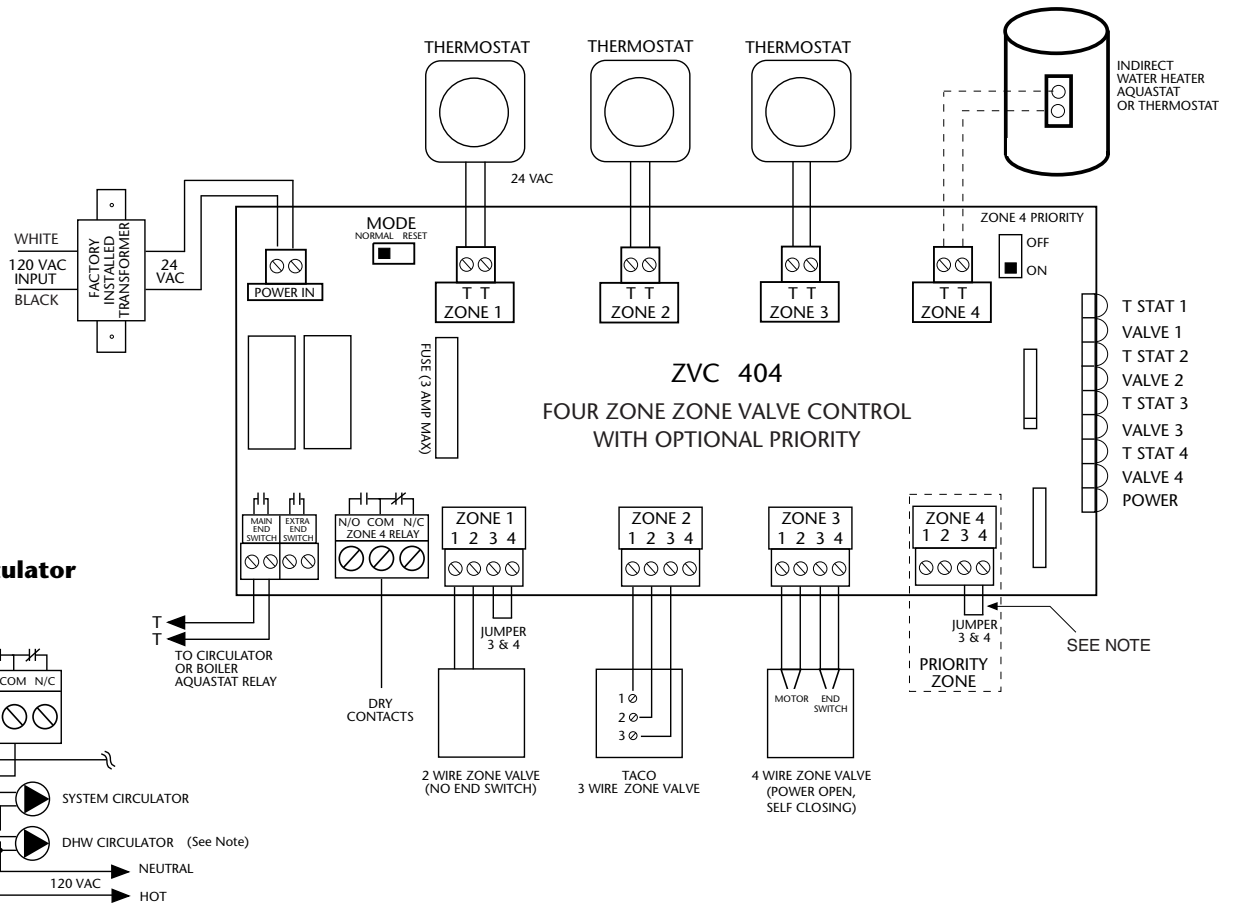 THERMOSTAT
THERMOSTAT
THERMOSTAT
INDIRECT
WATER HEATER
AQUASTAT
OR THERMOSTAT
24 VAC
WHITE
120 VAC
INPUT
BLACK
FACTORY
INSTALLED
TRANSFORMER
24
VAC
MODE
NORMAL RESET
POWER IN
T T
ZONE 1
T T
ZONE 2
T T
ZONE 3
T T
ZONE 4
ZONE 4 PRIORITY
OFF
ON
T STAT 1
VALVE 1
T STAT 2
VALVE 2
T STAT 3
VALVE 3
T STAT 4
VALVE 4
POWER
FUSE (3 AMP MAX)
ZVC 404
FOUR ZONE ZONE VALVE CONTROL
WITH OPTIONAL PRIORITY
MAIN
END
SWITCH
EXTRA
END
SWITCH
N/O COM N/C
ZONE 4 RELAY
ZONE 1
1 2 3 4
ZONE 2
1 2 3 4
ZONE 3
1 2 3 4
ZONE 4
1 2 3 4
T
T
TO CIRCULATOR
OR BOILER
AQUASTAT RELAY
DRY
CONTACTS
JUMPER
3 & 4
2 WIRE ZONE VALVE
(NO END SWITCH)
1
2
3
TACO
3 WIRE ZONE VALVE
MOTOR
END
SWITCH
4 WIRE ZONE VALVE
(POWER OPEN,
SELF CLOSING)
JUMPER
3 & 4
PRIORITY
ZONE
SEE NOTE
ulator
COM N/C
SYSTEM CIRCULATOR
DHW CIRCULATOR (See Note)
NEUTRAL
120 VAC
HOT